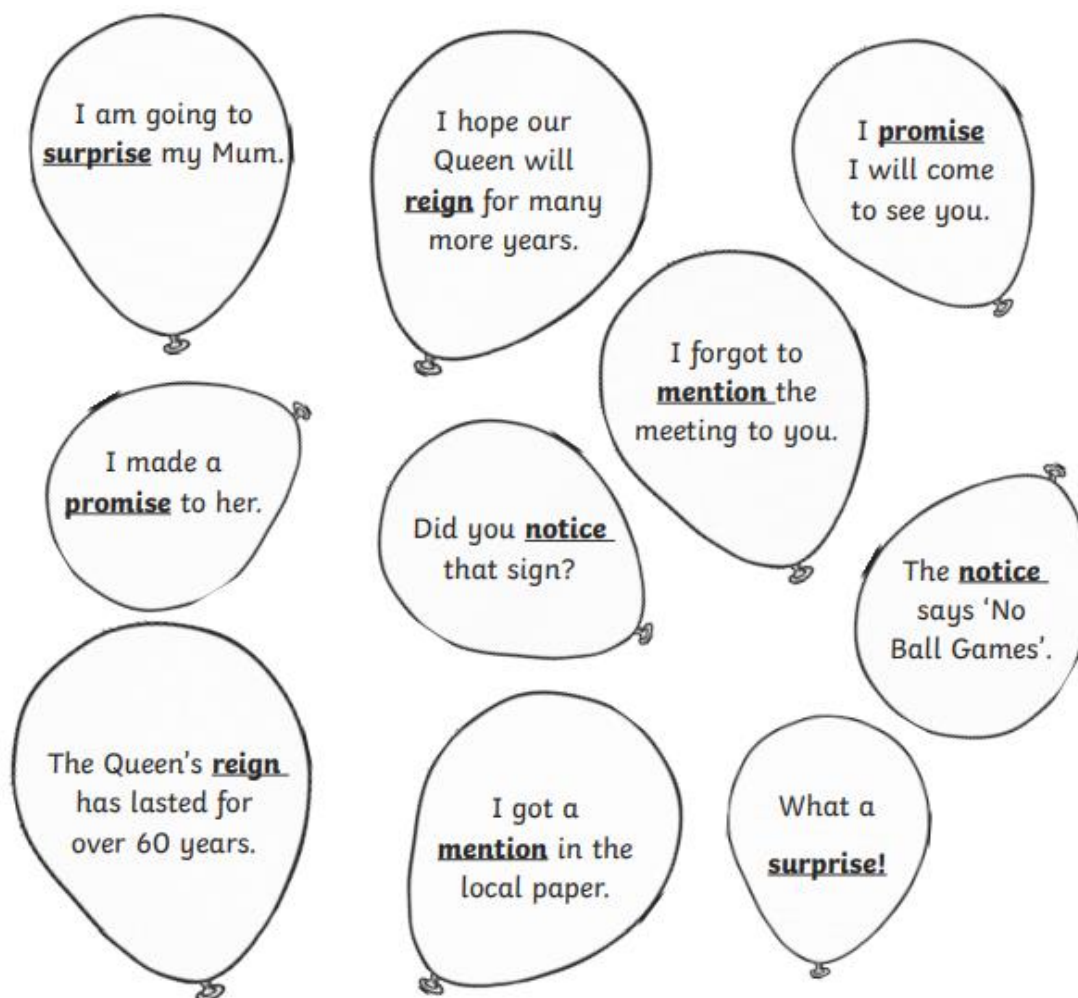 I am going to
surprise my Mum.
I hope our
Queen will
reign for many
more years.
I promise
I will come
to see you.
I forgot to
mention the
meeting to you.
I made a
promise to her.
Did you notice
that sign?
The notice
says ‘No
Ball Games’.
The Queen’s reign
has lasted for
over 60 years.
I got a
mention in the
local paper.
What a
surprise!